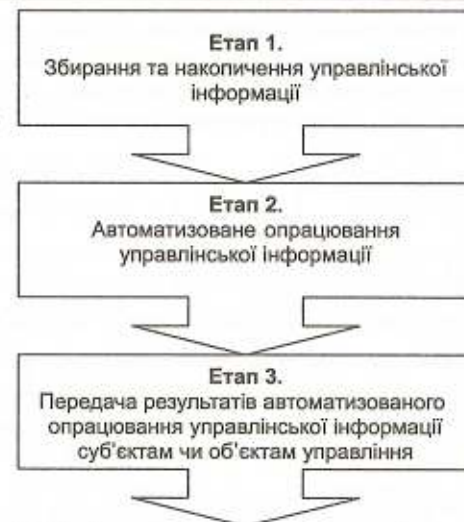 Етап 1.
Збирання та накопичення управлінської
інформації
Етап 2.
Автоматизоване опрацювання
управлінської інформації
Етап 3.
Передача результатів автоматизованого
опрацювання управлінської інформації
суб'єктам чи об'єктам управління